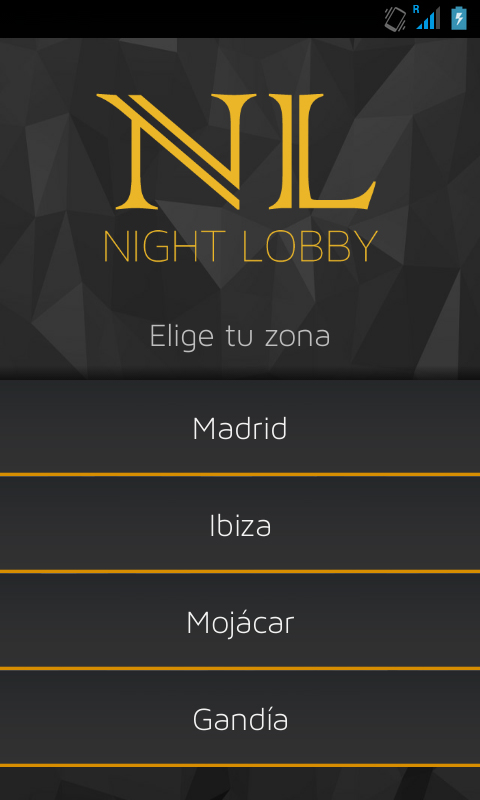 R
NL
NIGHT LOBBY
Elige tu zona
Madrid
Ibiza
Mojácar
Gandía